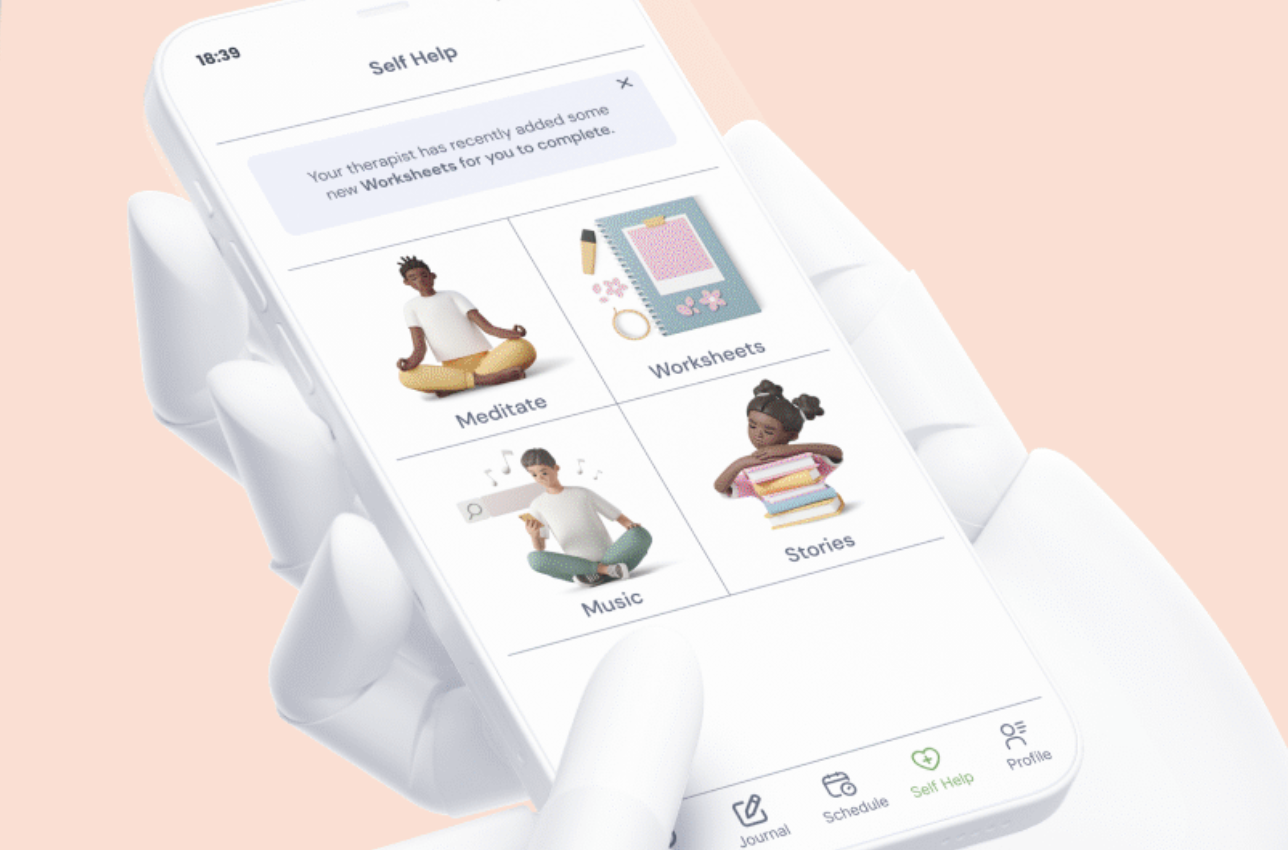 18:39
Self Help
Your therapist has recently added some
new Worksheets for you to complete.
Meditate
Worksheets
Music
Stories
Journal
Schedule
Self Help
Profile